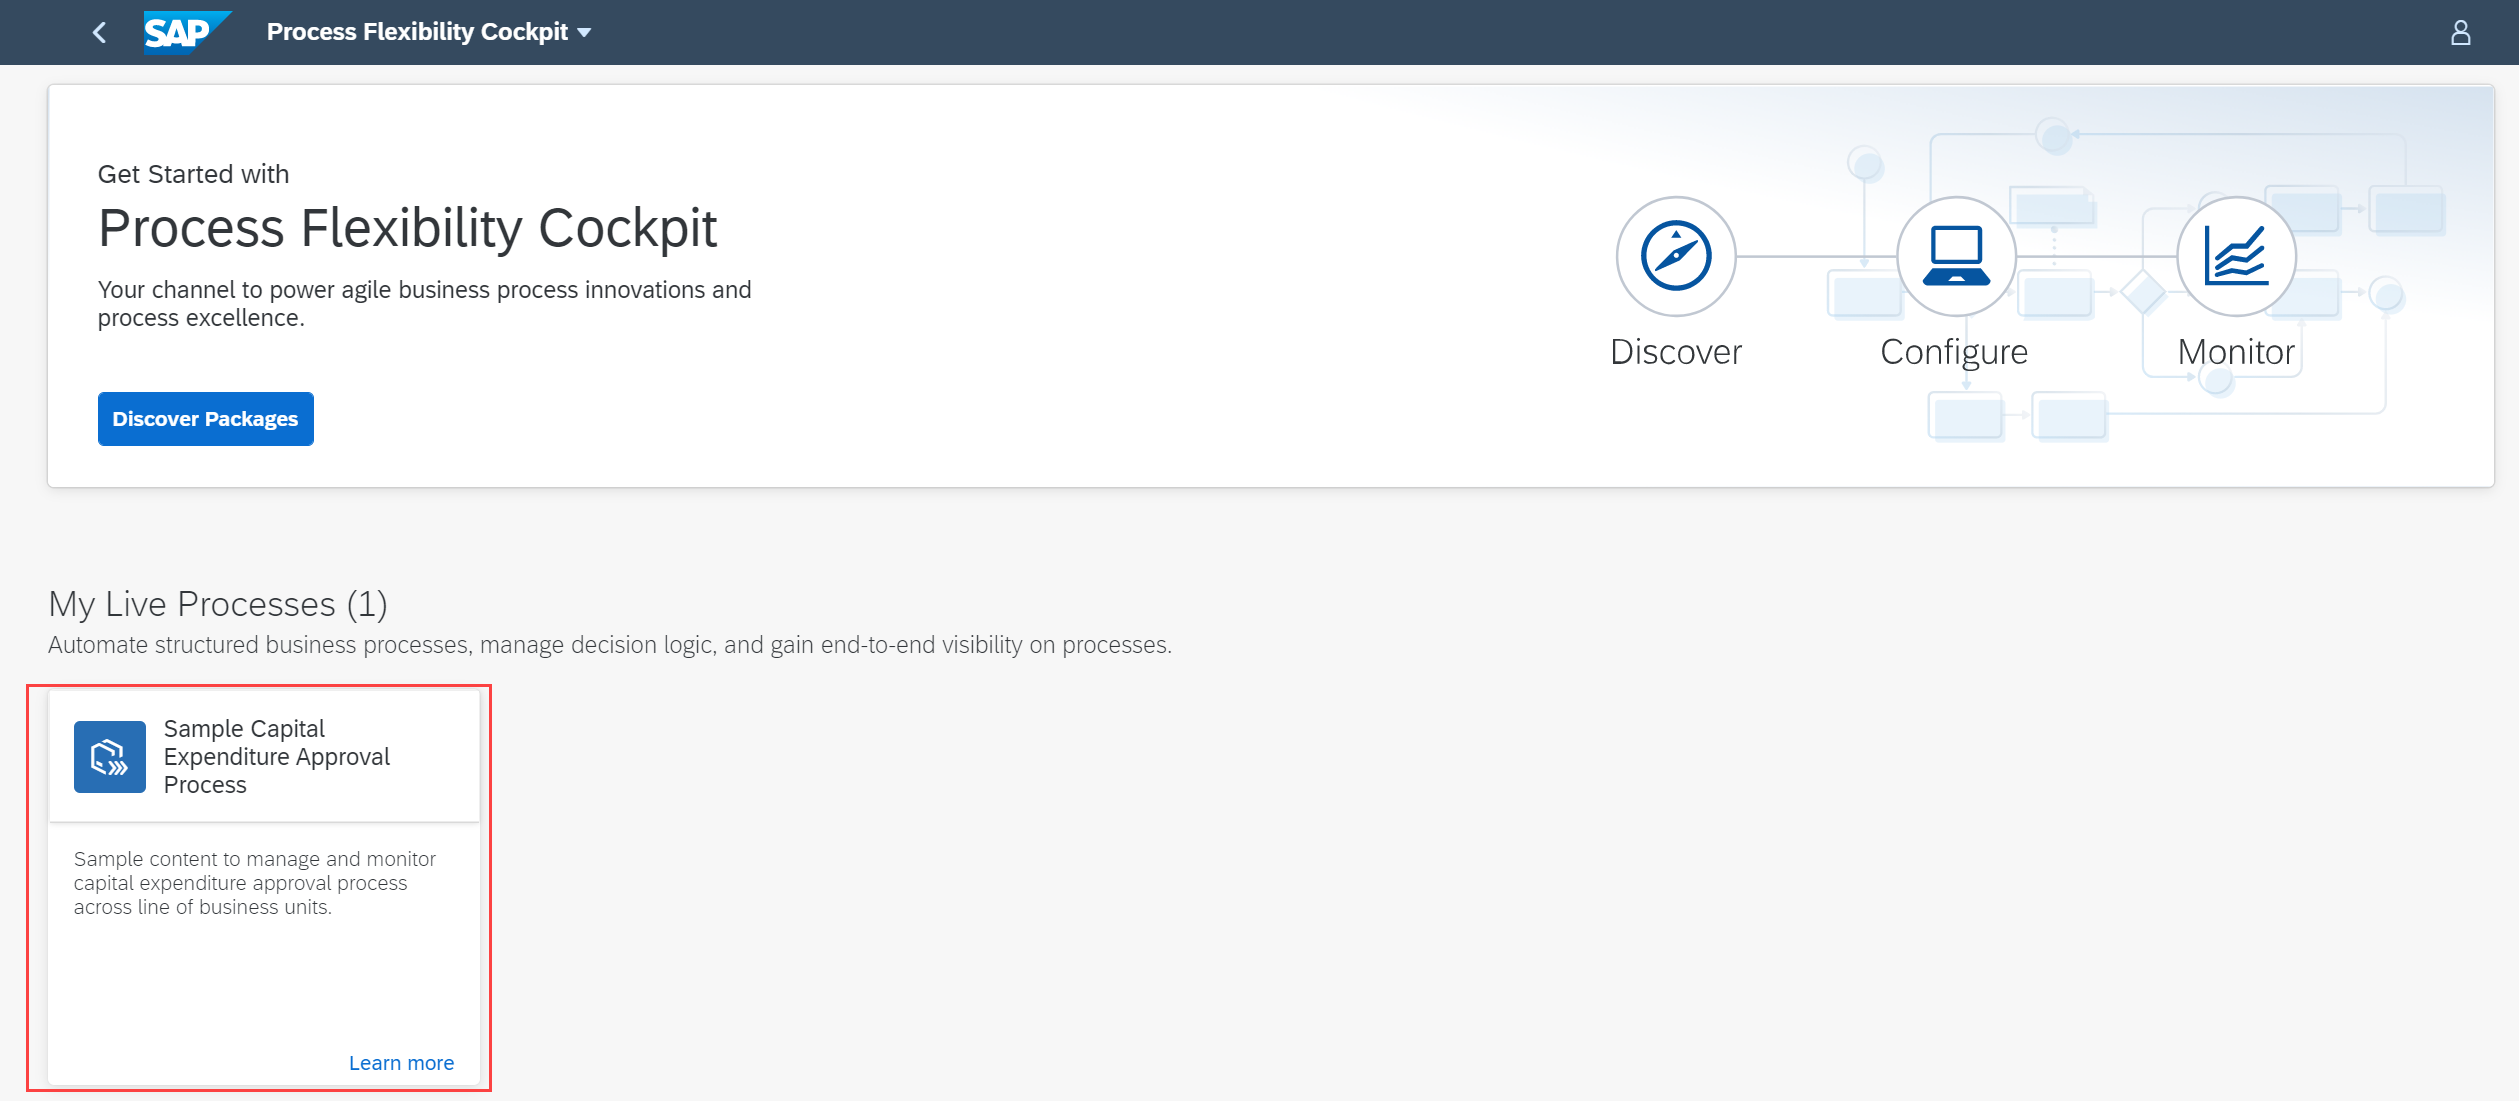 SAP
Process Flexibility Cockpit
Get Started with
Process Flexibility Cockpit
Your channel to power agile business process innovations and
process excellence.
Discover Packages
Discover
Configure
Monitor
My Live Processes (1)
Automate structured business processes, manage decision logic, and gain end-to-end visibility on processes.
Sample Capital
Expenditure Approval
Process
Sample content to manage and monitor
capital expenditure approval process
across line of business units.
Learn more